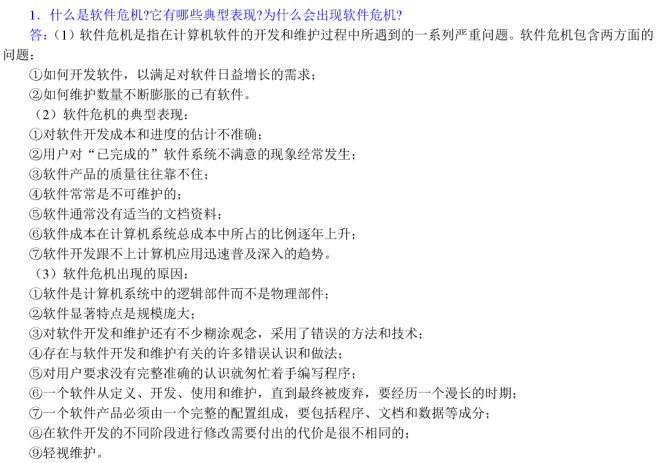 1．什么是软件危机?它有哪些典型表现?为什么会出现软件危机?
答:（1）软件危机是指在计算机软件的开发和维护过程中所遇到的一系列严重问题。软件危机包含两方面的
问题：
①如何开发软件，以满足对软件日益增长的需求；
②如何维护数量不断膨胀的已有软件。
（2）软件危机的典型表现：
①对软件开发成本和进度的估计不准确；
②用户对“已完成的”软件系统不满意的现象经常发生；
③软件产品的质量往往靠不住；
④软件常常是不可维护的；
⑤软件通常没有适当的文档资料；
⑥软件成本在计算机系统总成本中所占的比例逐年上升；
⑦软件开发跟不上计算机应用迅速普及深入的趋势。
（3）软件危机出现的原因：
①软件是计算机系统中的逻辑部件而不是物理部件；
②软件显著特点是规模庞大；
③对软件开发和维护还有不少糊涂观念，采用了错误的方法和技术；
④存在与软件开发和维护有关的许多错误认识和做法；
⑤对用户要求没有完整准确的认识就匆忙着手编写程序；
⑥一个软件从定义、开发、使用和维护，直到最终被废弃，要经历一个漫长的时期；
⑦一个软件产品必须由一个完整的配置组成，要包括程序、文档和数据等成分；
⑧在软件开发的不同阶段进行修改需要付出的代价是很不相同的；
⑨轻视维护。